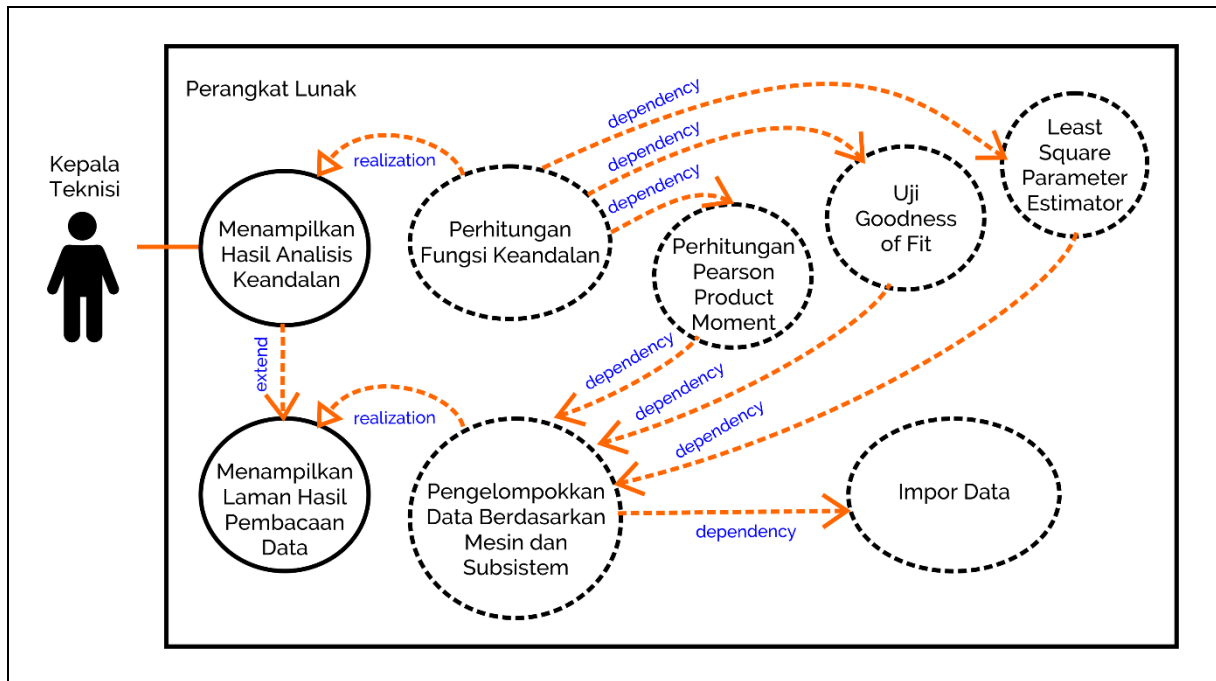 Perangkat Lunak
Kepala
Teknisi
realization
dependency
dependency
dependency
Menampilkan
Hasil Analisis
Keandalan
Perhitungan
Fungsi Keandalan
Perhitungan
Pearson
Product
Moment
Uji
Goodness
of Fit
Least
Square
Parameter
Estimator
extend
realization
dependency
dependency
dependency
Menampilkan
Laman Hasil
Pembacaan
Data
Pengelompokkan
Data Berdasarkan
Mesin dan
Subsistem
dependency
Impor Data